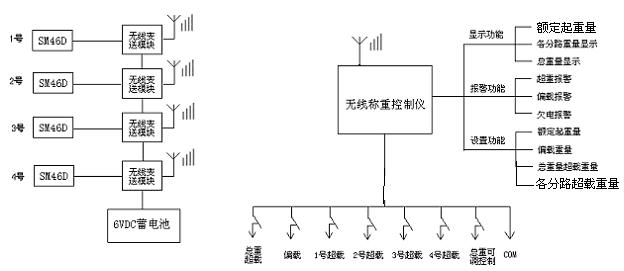 1号
SM46D
无线变
送模块
2号
SM46D
无线变
送模块
3号
SM46D
无线变
送模块
4号
SM46D
无线变
送模块
6VDC蓄电池
无线称重控制仪
显示功能
额定起重量
各分路重量显示
总重量显示
报警功能
超重报警
偏载报警
欠电报警
设置功能
额定起重量
偏载重量
总重量超载重量
各分路超载重量
总重
超载
偏载
1号超载
2号超载
3号超载
4号超载
总重可
调控制
COM